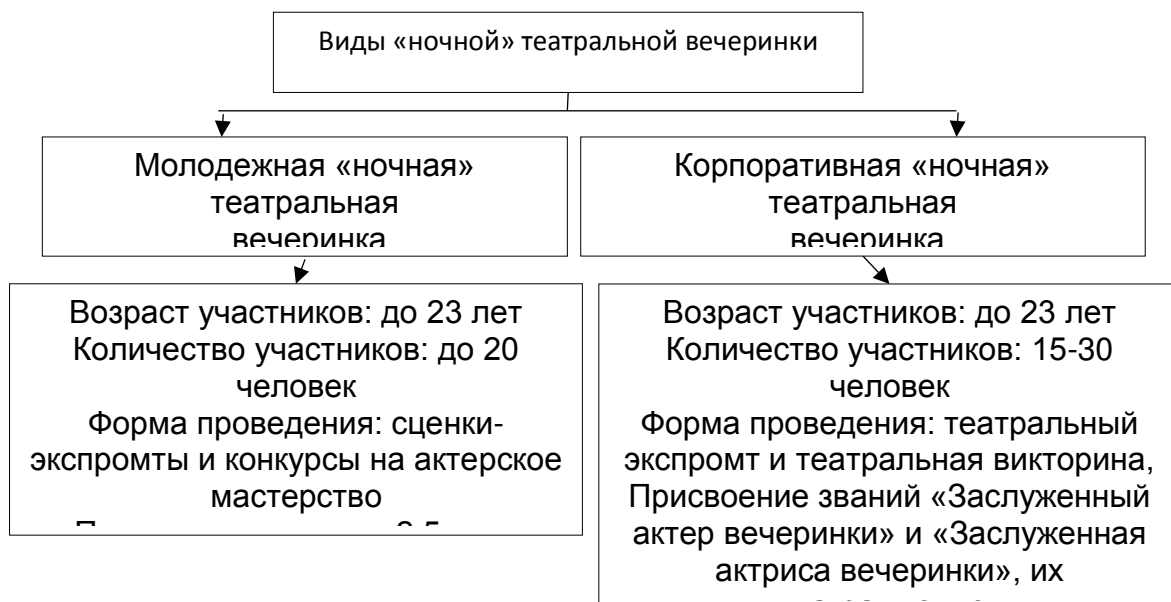 Виды «ночной» театральной вечеринки
Молодежная «ночная»
театральная
вечеринка
Корпоративная «ночная»
театральная
вечеринка
Возраст участников: до 23 лет
Количество участников: до 20
человек
Форма проведения: сценки-
экспромты и конкурсы на актерское
мастерство
Возраст участников: до 23 лет
Количество участников: 15-30
человек
Форма проведения: театральный
экспромт и театральная викторина,
Присвоение званий «Заслуженный
актер вечеринки» и «Заслуженная
актриса вечеринки», их